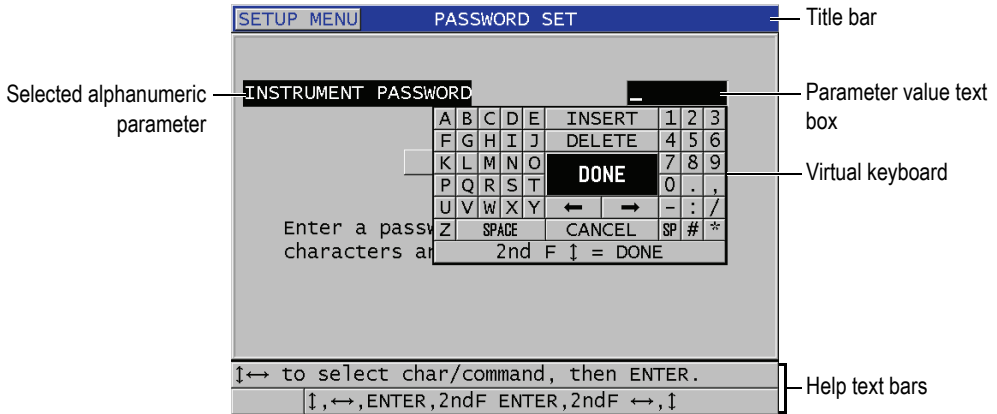 SETUP MENU PASSWORD SET
Title bar
Selected alphanumeric
parameter
INSTRUMENT PASSWORD _
Parameter value text
box
A B C D E INSERT 1 2 3
F G H I J DELETE 4 5 6
K L M N O DONE 7 8 9
P Q R S T 0 . ,
Virtual keyboard
U V W X Y ← → - : /
Enter a passw
Z SPACE CANCEL SP # *
characters ar
2nd F ↕ = DONE
↕↔ to select char/command, then ENTER.
↕,↔,ENTER,2ndF ENTER,2ndF ↔,↕
Help text bars